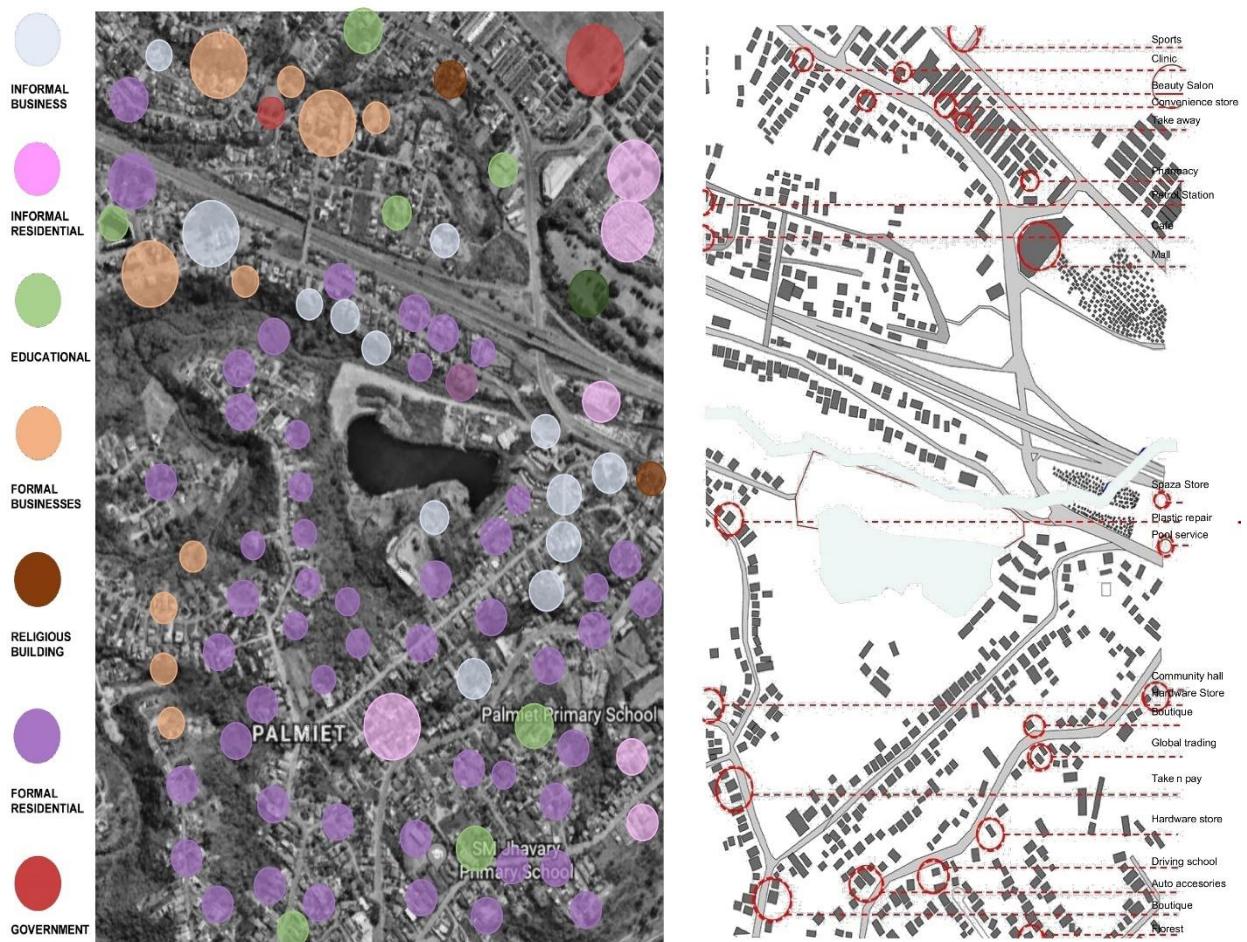 INFORMAL
BUSINESS
INFORMAL
RESIDENTIAL
EDUCATIONAL
FORMAL
BUSINESSES
RELIGIOUS
BUILDING
FORMAL
RESIDENTIAL
GOVERNMENT
Palmiet Primary School
PALMIET
SM Jhavary
Primary School
Sports
Clinic
Beauty Salon
Convenience store
Take away
Pharmacy
Petrol Station
Cafe
Mall
Spaza Store
Plastic repair
Pool service
Community hall
Hardware Store
Boutique
Global trading
Take n pay
Hardware store
Driving school
Auto accesories
Boutique
Florest